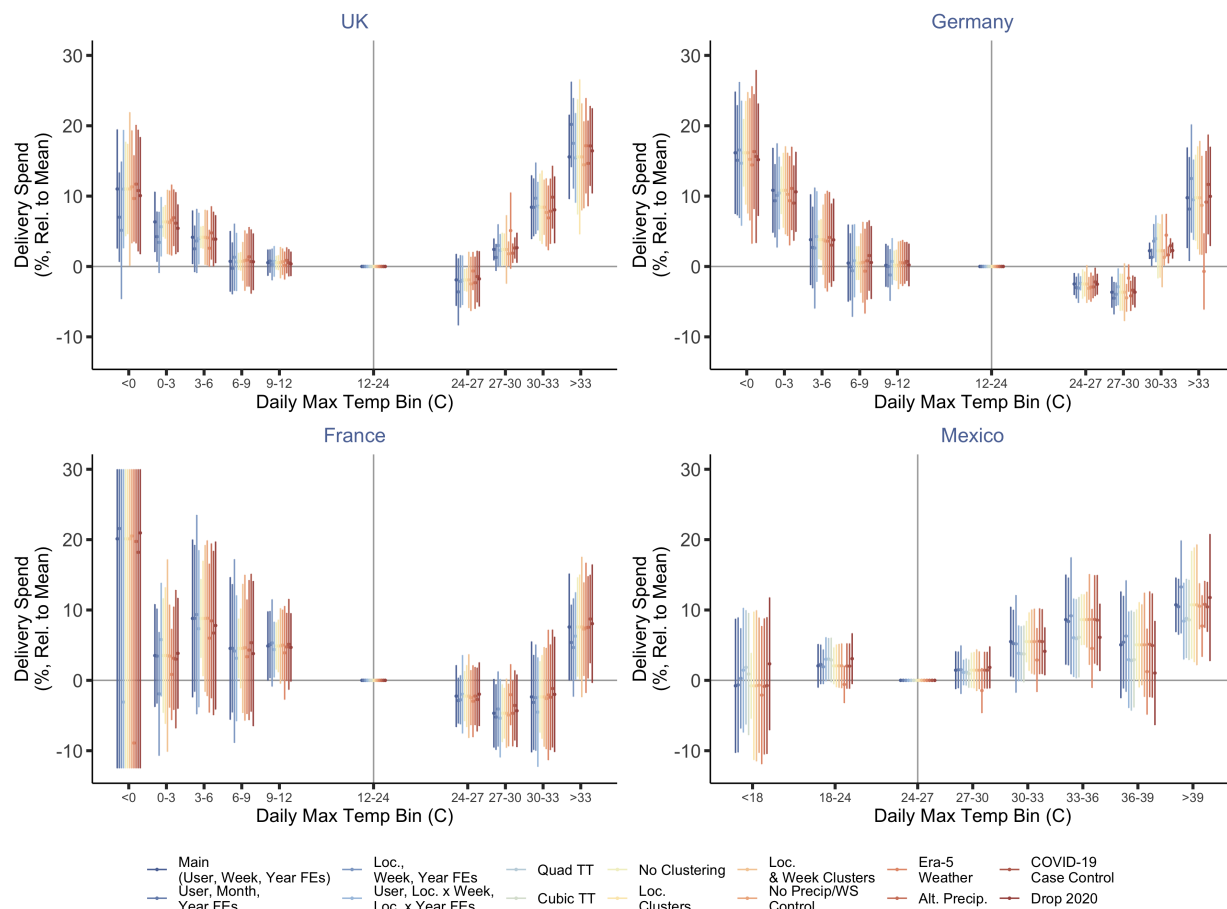 UK
Germany
30
20
10
0
-10
Delivery Spend
(%, Rel. to Mean)
<0 0-3 3-6 6-9 9-12 12-24 24-27 27-30 30-33 >33
Daily Max Temp Bin (C)
30
20
10
0
-10
Delivery Spend
(%, Rel. to Mean)
<0 0-3 3-6 6-9 9-12 12-24 24-27 27-30 30-33 >33
Daily Max Temp Bin (C)
France
Mexico
30
20
10
0
-10
Delivery Spend
(%, Rel. to Mean)
<0 0-3 3-6 6-9 9-12 12-24 24-27 27-30 30-33 >33
Daily Max Temp Bin (C)
30
20
10
0
-10
Delivery Spend
(%, Rel. to Mean)
<18 18-24 24-27 27-30 30-33 33-36 36-39 >39
Daily Max Temp Bin (C)
Main
(User, Week, Year FEs)
User, Month,
Year FEs
Loc.,
Week, Year FEs
User, Loc. x Week,
Loc. x Year FEs
Quad TT
Cubic TT
No Clustering
Loc.
Clusters
Loc.
& Week Clusters
No Precip/WS
Control
Era-5
Weather
Alt. Precip.
COVID-19
Case Control
Drop 2020